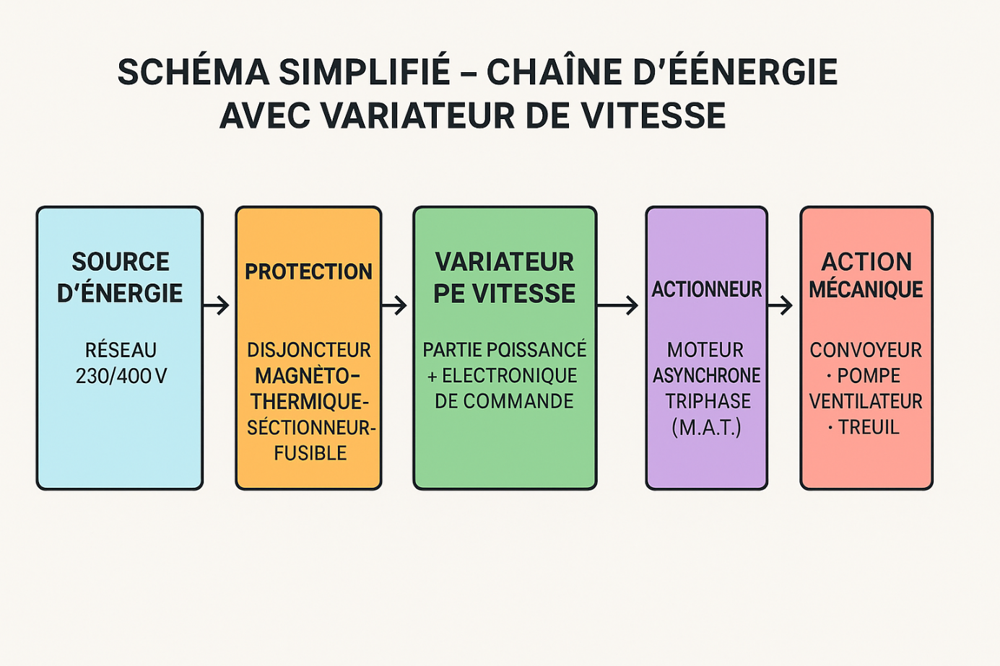 SCHÉMA SIMPLIFIÉ – CHAÎNE D’ÉÉNERGIE
AVEC VARIATEUR DE VITESSE
SOURCE
D’ÉNERGIE
RÉSEAU
230/400 V
PROTECTION
DISJONCTEUR
MAGNÈTO–
THERMIQUE-
SÉCTIONNEUR-
FUSIBLE
VARIATEUR
PE VITESSE
PARTIE POISSANCÉ
+ ELECTRONIQUE
DE COMMANDE
ACTIONNEUR
MOTEUR
ASYNCHRONE
TRIPHASE
(M.A.T.)
ACTION
MÉCANIQUE
CONVOYEUR
· POMPE
VENTILATEUR
· TREUIL